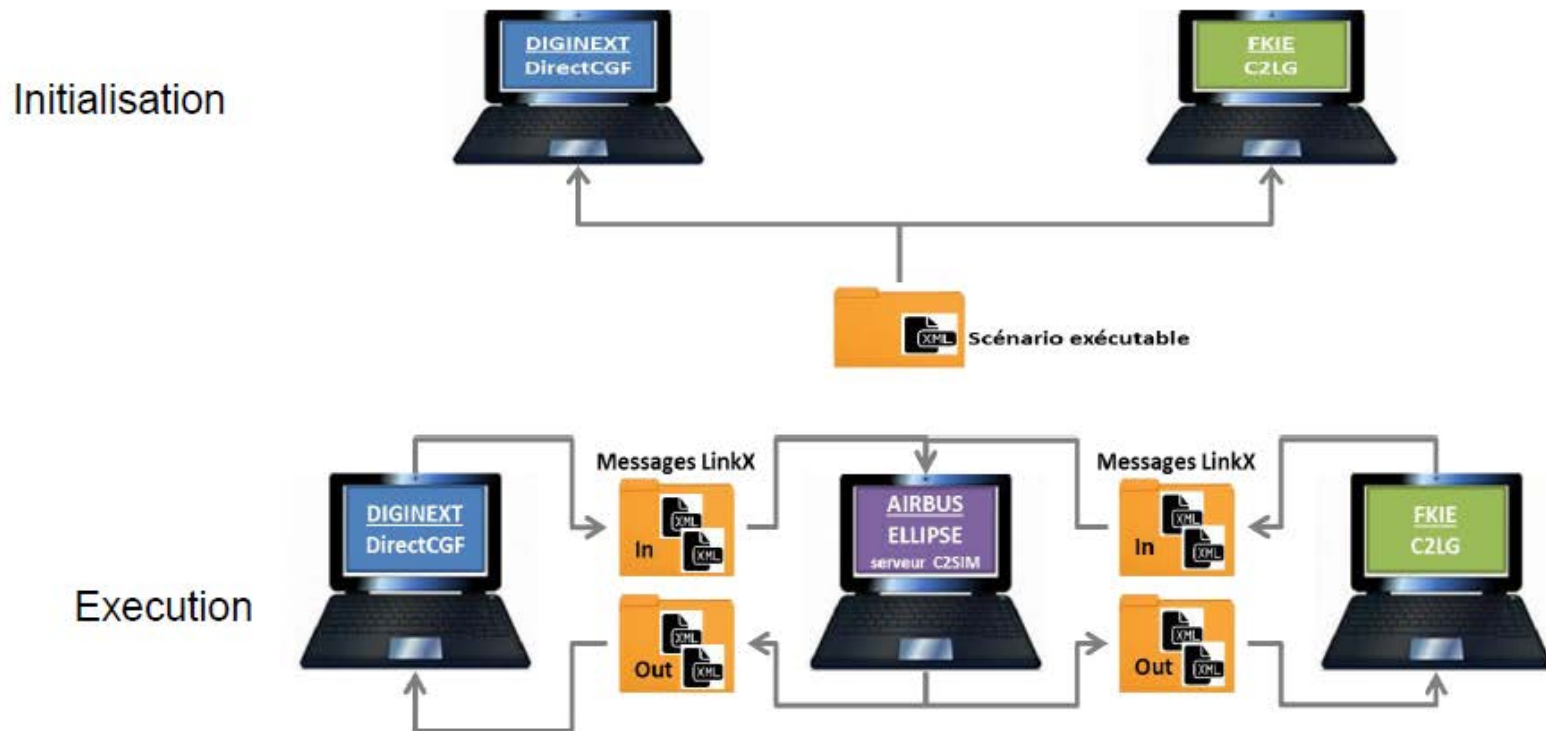 Initialisation
DIGINEXT
DirectCGF
FKIE
C2LG
XML
Scénario exécutable
Execution
DIGINEXT
DirectCGF
Messages LinkX
XML
XML
In
XML
XML
Out
AIRBUS
ELLIPSE
serveur C2SIM
Messages LinkX
XML
XML
In
XML
XML
Out
FKIE
C2LG